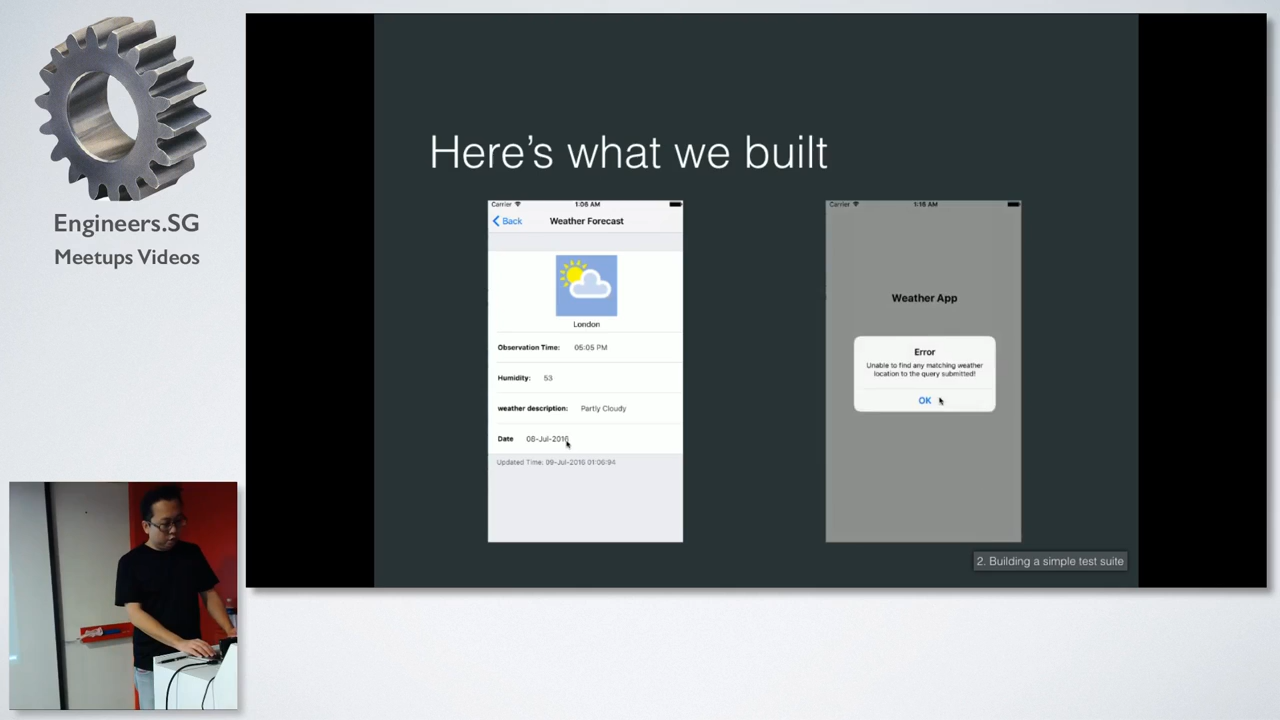 Engineers.SG
Meetups Videos
Here's what we built
Carrier 1:06 AM
Back Weather Forecast
London
Observation Time: 05:05 PM
Humidity: 53
weather description: Partly Cloudy
Date 08-Jul-2016
Updated Time: 09-Jul-2016 01:06:94
Carrier 1:16 AM
Weather App
Error
Unable to find any matching weather
location to the query submitted!
OK
2. Building a simple test suite